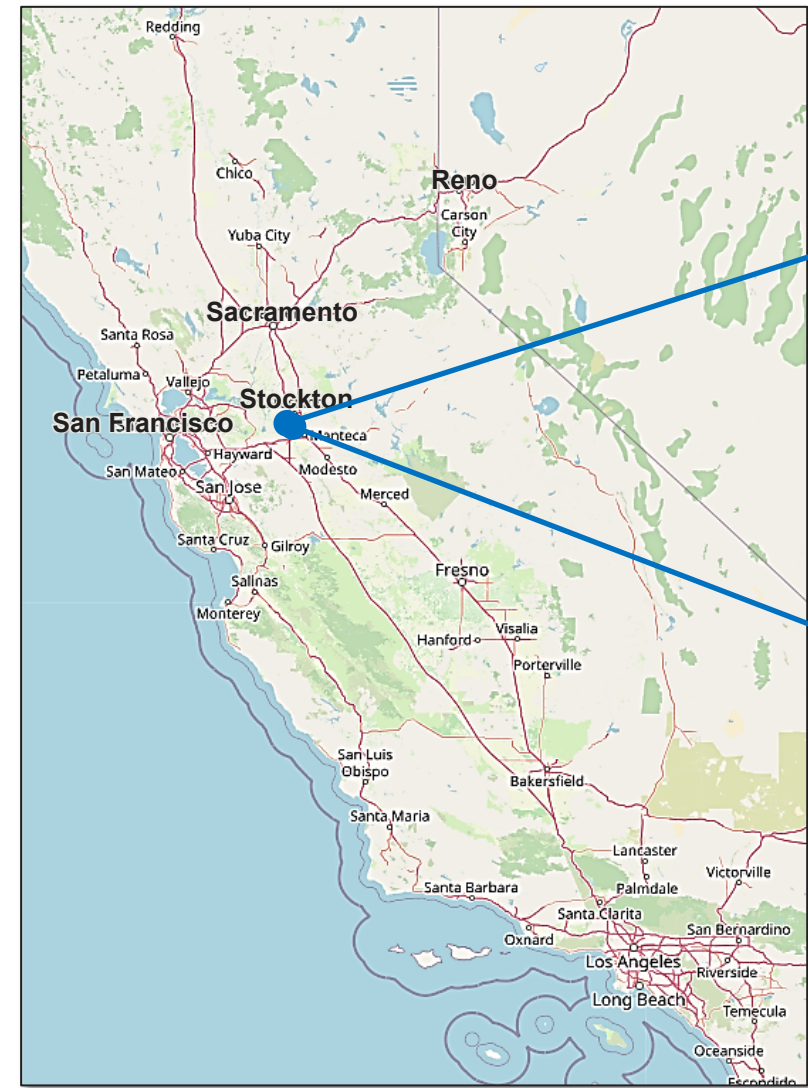 Redding
Chico
Reno
Carson
City
Yuba City
Sacramento
Santa Rosa
Petaluma
Vallejo
Stockton
San Francisco
Manteca
Hayward
Modesto
San Mateo
San Jose
Merced
Santa Cruz
Gilroy
Fresno
Salinas
Monterey
Visalia
Hanford
Porterville
San Luis
Obispo
Bakersfield
Santa Maria
Lancaster
Victorville
Santa Barbara
Palmdale
Santa Clarita
San Bernardino
Oxnard
Los Angeles
Riverside
Long Beach
Temecula
Oceanside
Escondido